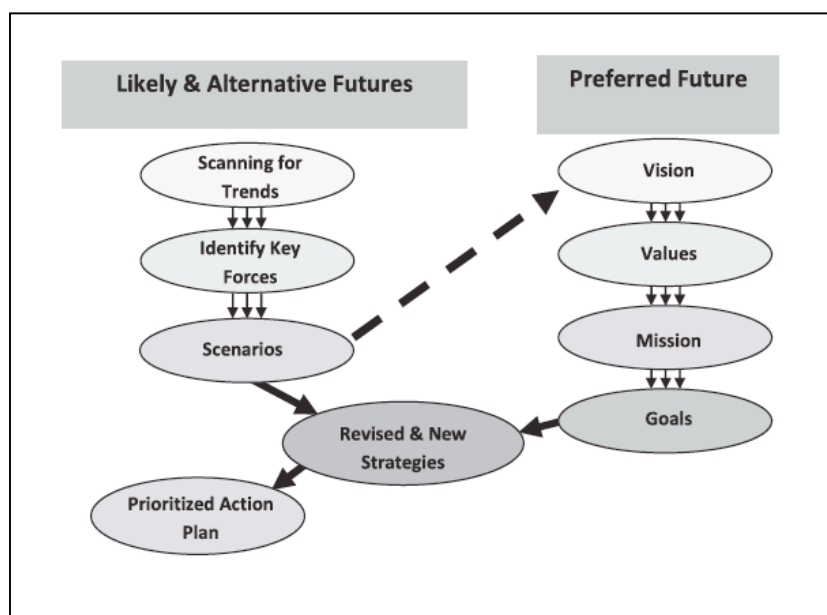 Likely & Alternative Futures
Preferred Future
Scanning for
Trends
Identify Key
Forces
Scenarios
Vision
Values
Mission
Goals
Revised & New
Strategies
Prioritized Action
Plan